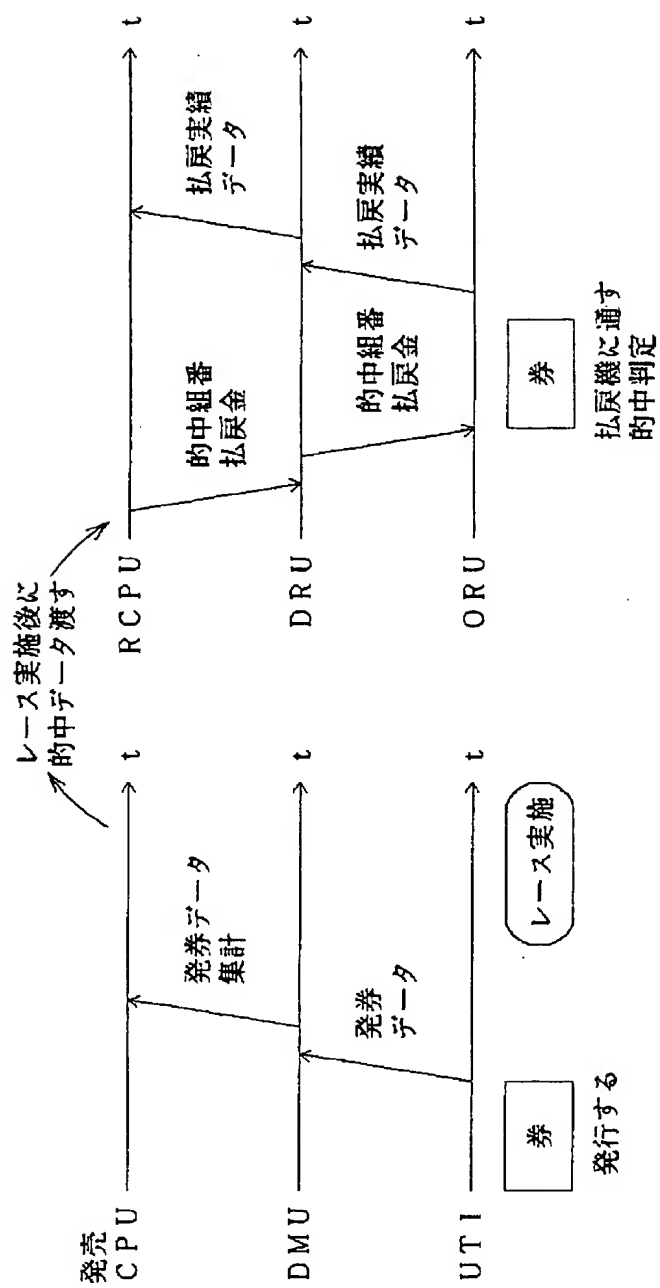 レース実施後に
的中データ渡す
発売
CPU
t
発券データ
集計
DMU
t
発券
データ
UTI
t
券
発行する
レース実施
RCPU
t
的中組番
払戻金
払戻実績
データ
DRU
t
的中組番
払戻金
払戻実績
データ
ORU
t
券
払戻機に通す
的中判定